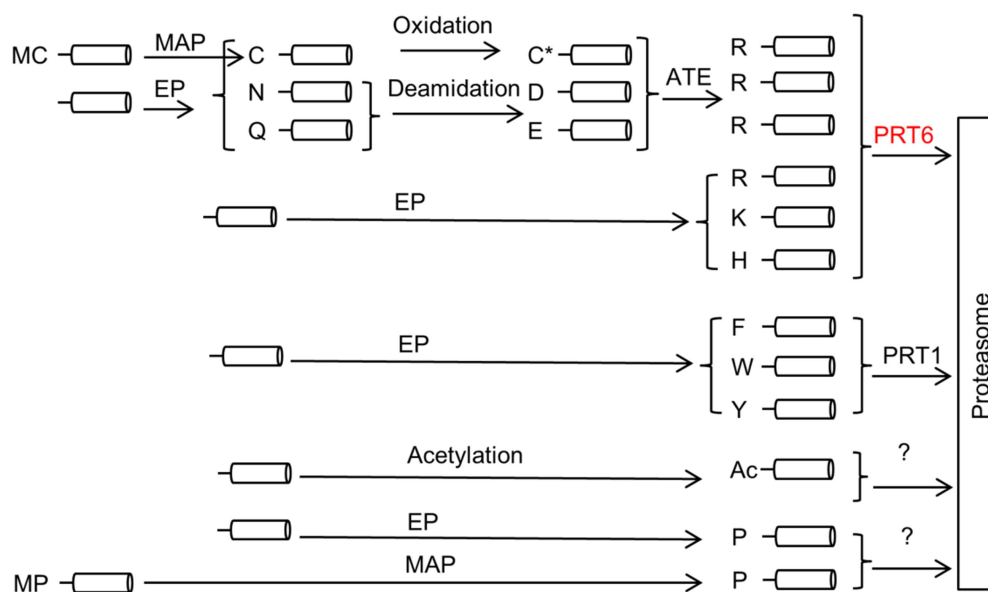 Oxidation
MC MAP C C* R
ATE
EP N Deamidation D R
Q E R
PRT6
R
EP
K
H
F
EP PRT1
W
Y
Acetylation ?
Ac
EP ?
P
MAP
MP P
Proteasome